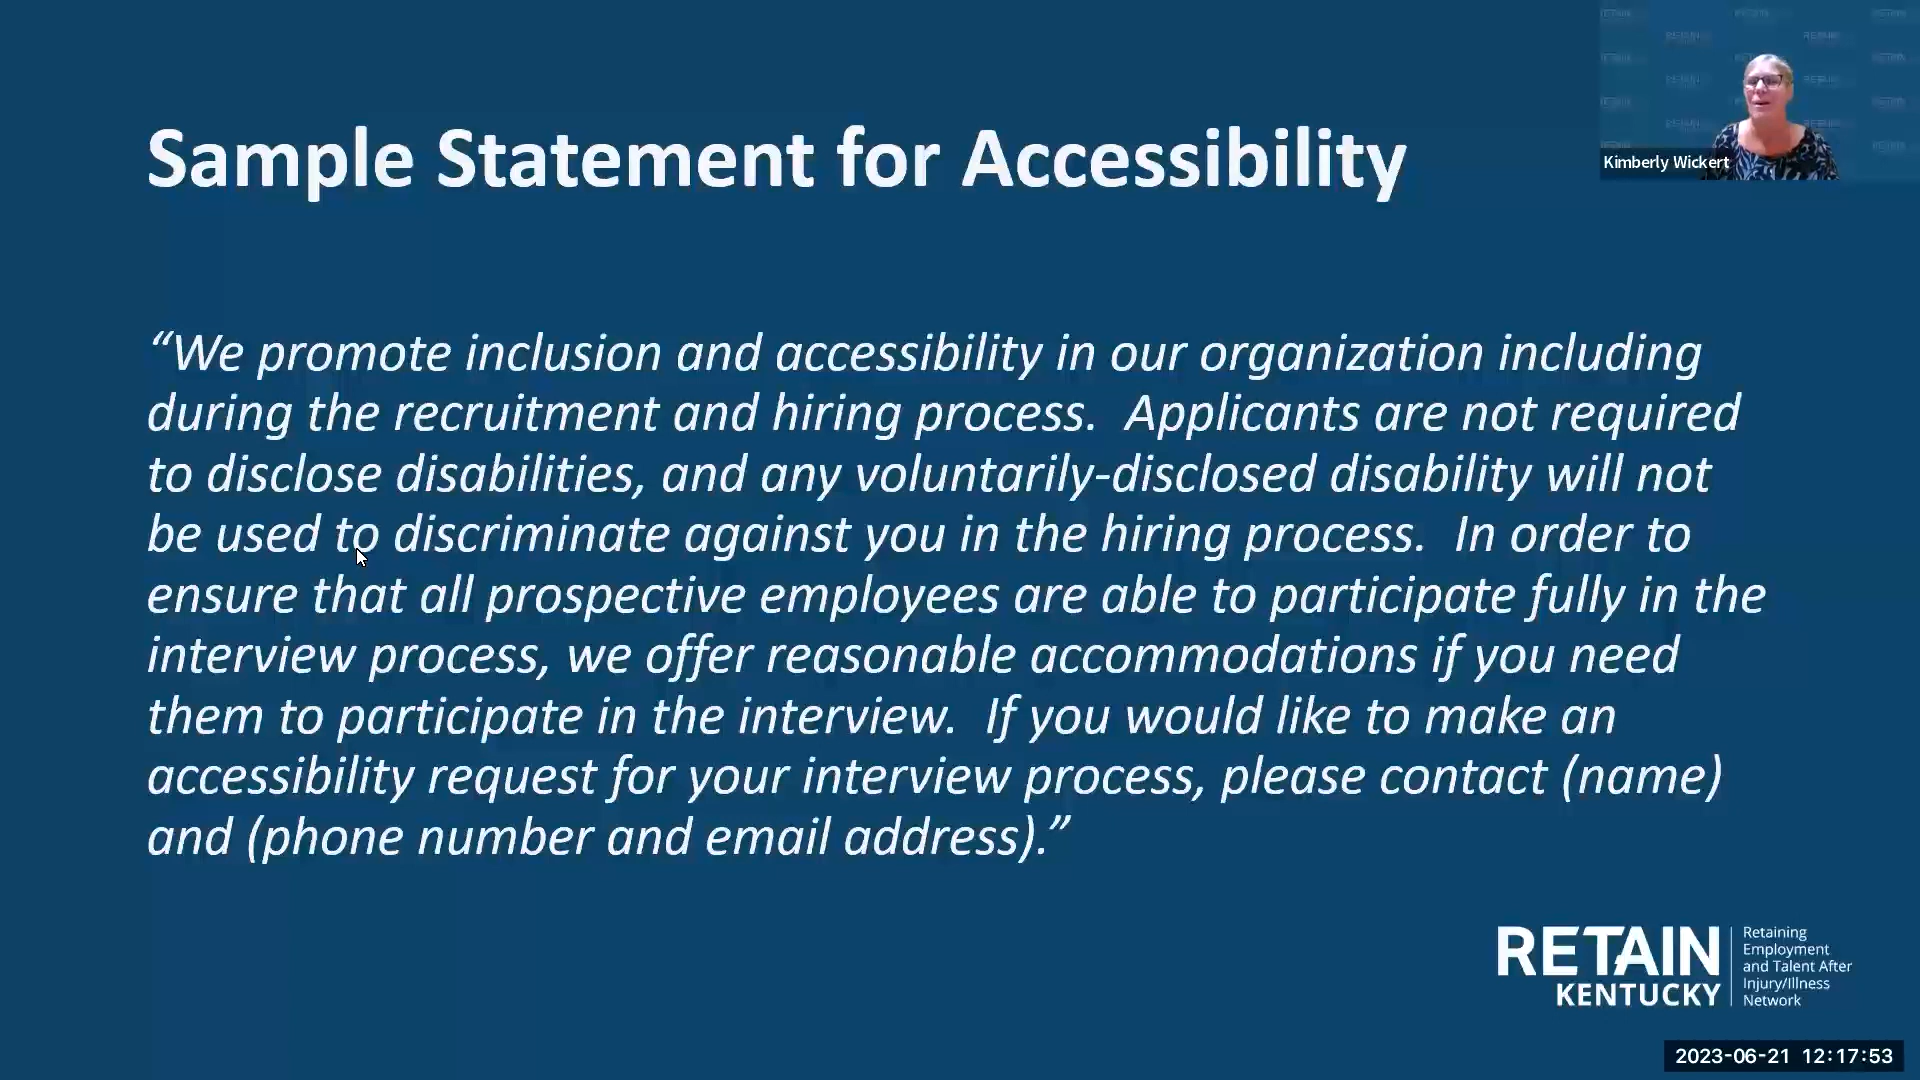 Sample Statement for Accessibility
Kimberly Wickert
“We promote inclusion and accessibility in our organization including
during the recruitment and hiring process.  Applicants are not required
to disclose disabilities, and any voluntarily-disclosed disability will not
be used to discriminate against you in the hiring process.  In order to
ensure that all prospective employees are able to participate fully in the
interview process, we offer reasonable accommodations if you need
them to participate in the interview.  If you would like to make an
accessibility request for your interview process, please contact (name)
and (phone number and email address).”
RETAIN
KENTUCKY
Retaining
Employment
and Talent After
Injury/Illness
Network
2023-06-21 12:17:53